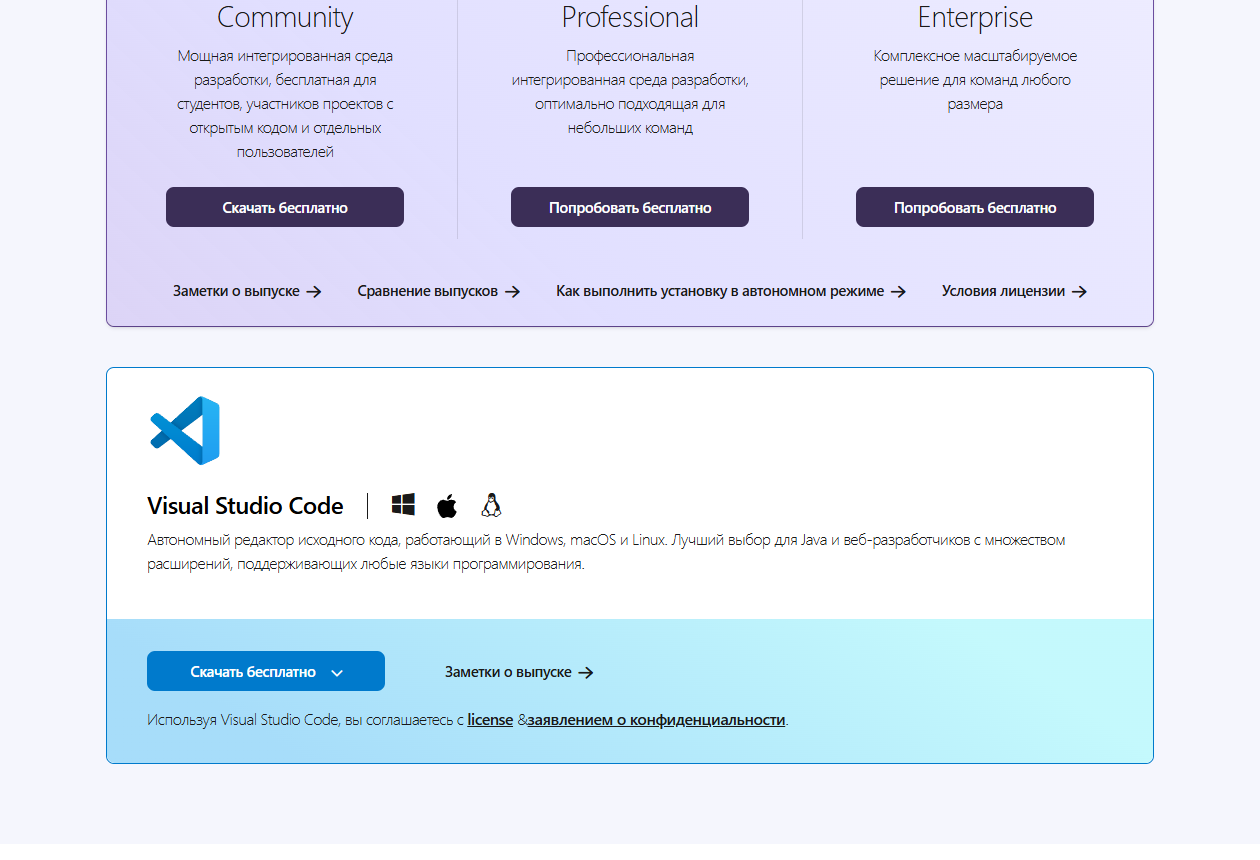 Community
Мощная интегрированная среда
разработки, бесплатная для
студентов, участников проектов с
открытым кодом и отдельных
пользователей
Скачать бесплатно
Professional
Профессиональная
интегрированная среда разработки,
оптимально подходящая для
небольших команд
Попробовать бесплатно
Enterprise
Комплексное масштабируемое
решение для команд любого
размера
Попробовать бесплатно
Заметки о выпуске
Сравнение выпусков
Как выполнить установку в автономном режиме
Условия лицензии
Visual Studio Code
Автономный редактор исходного кода, работающий в Windows, macOS и Linux. Лучший выбор для Java и веб-разработчиков с множеством
расширений, поддерживающих любые языки программирования.
Скачать бесплатно
Заметки о выпуске
Используя Visual Studio Code, вы соглашаетесь с license &заявлением о конфиденциальности.